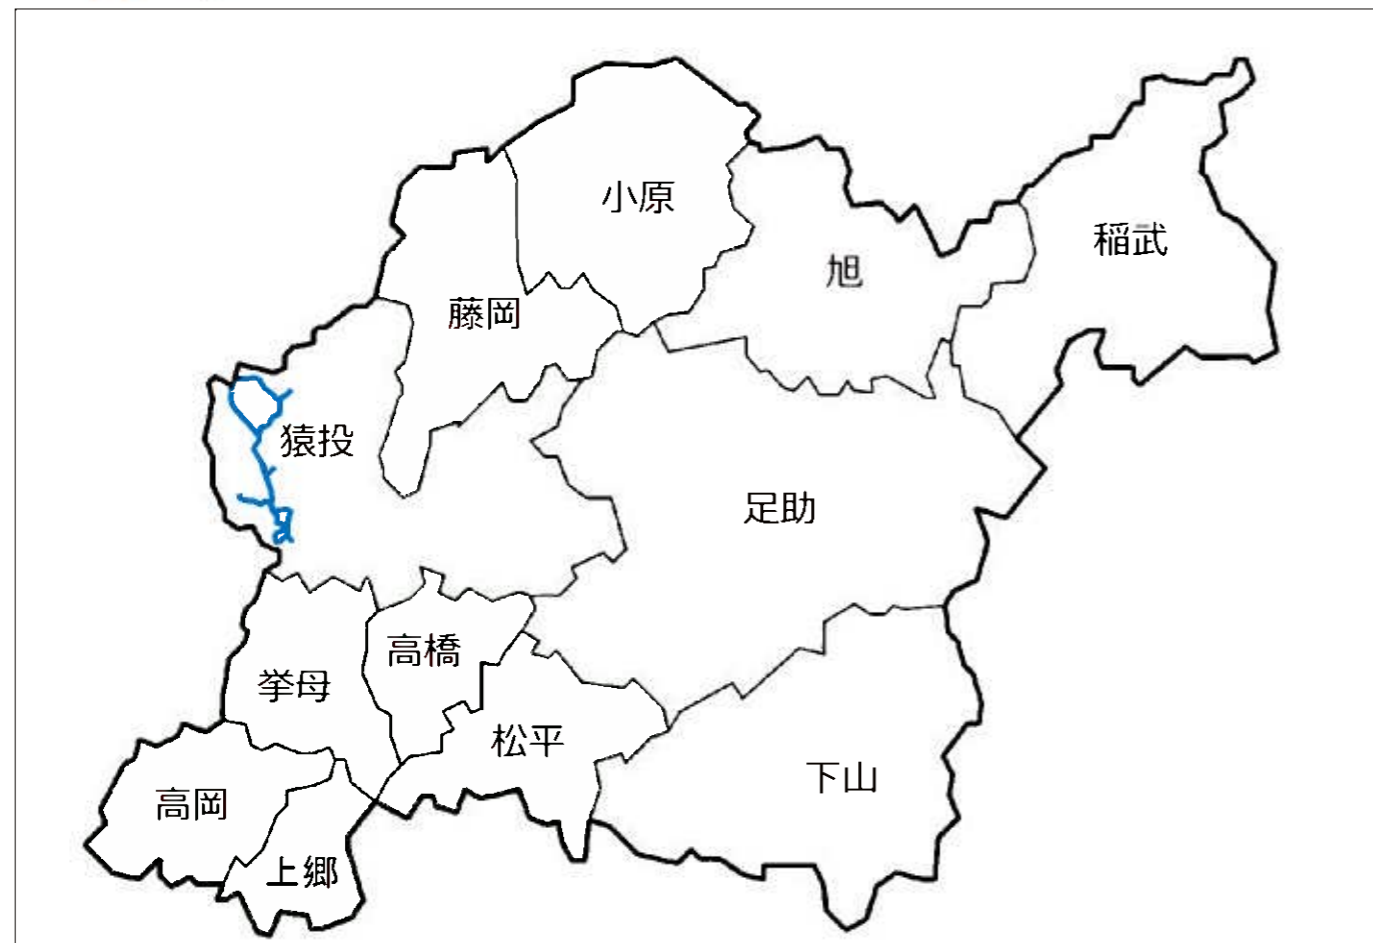 小原
稲武
旭
藤岡
猿投
足助
高橋
挙母
松平
下山
高岡
上郷